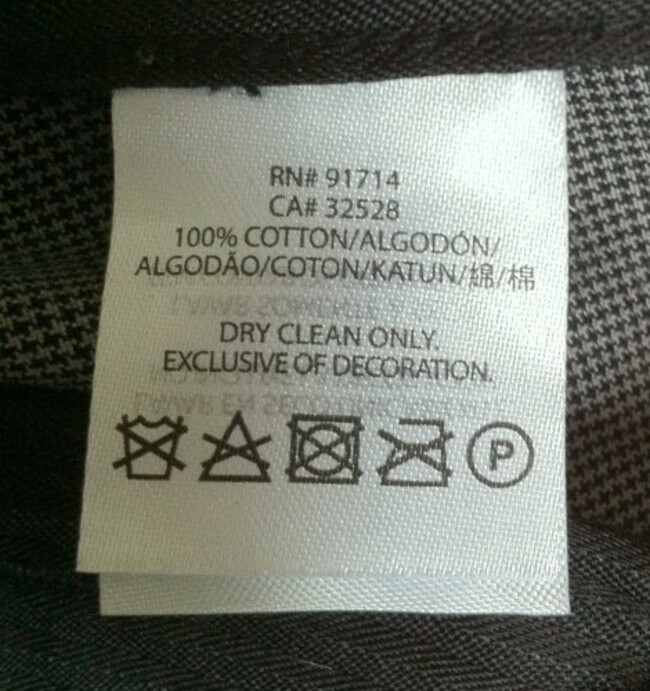 RN# 91714
CA# 32528
100% COTTON/ALGODÓN/
ALGODÃO/COTON/KATUN/綿/棉
DRY CLEAN ONLY.
EXCLUSIVE OF DECORATION.
P